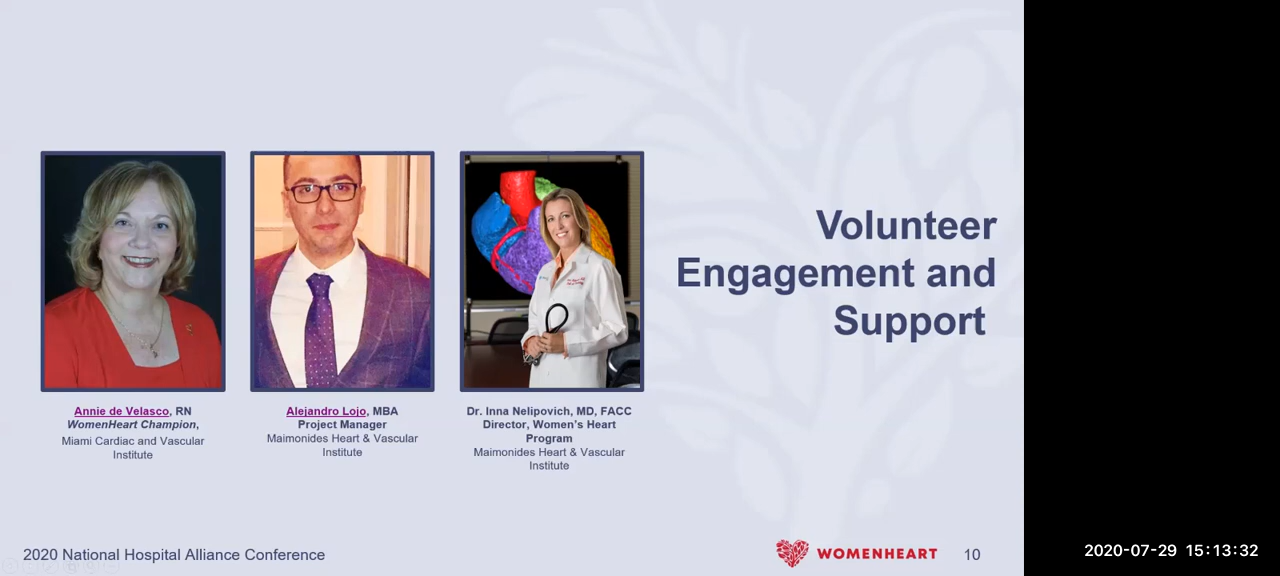 Volunteer
Engagement and
Support
Annie de Velasco, RN
WomenHeart Champion,
Miami Cardiac and Vascular
Institute
Alejandro Lojo, MBA
Project Manager
Maimonides Heart & Vascular
Institute
Dr. Inna Nelipovich, MD, FACC
Director, Women’s Heart
Program
Maimonides Heart & Vascular
Institute
2020 National Hospital Alliance Conference
WOMENHEART
10
2020-07-29 15:13:32